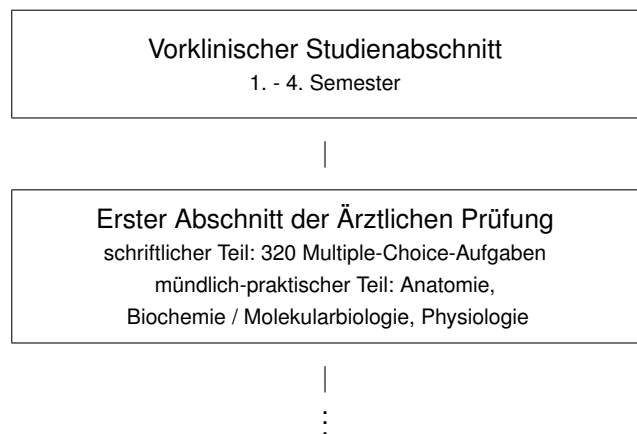 Vorklinischer Studienabschnitt
1. - 4. Semester
Erster Abschnitt der Ärztlichen Prüfung
schriftlicher Teil: 320 Multiple-Choice-Aufgaben
mündlich-praktischer Teil: Anatomie,
Biochemie / Molekularbiologie, Physiologie